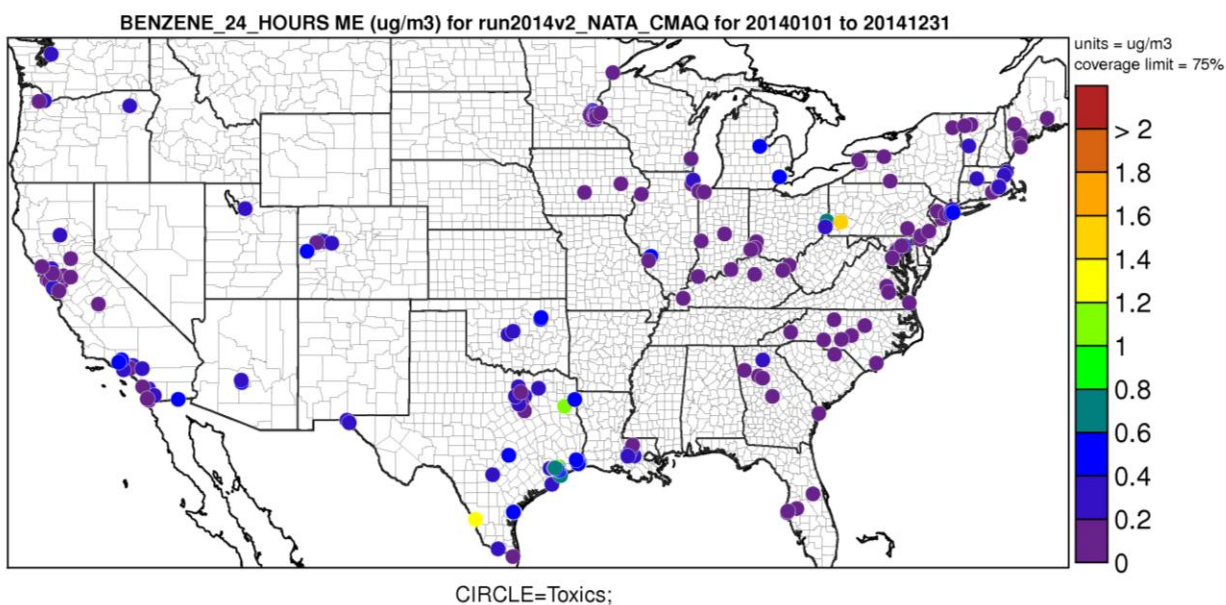 BENZENE_24_HOURS ME (ug/m3) for run2014v2_NATA_CMAQ for 20140101 to 20141231
units = ug/m3
coverage limit = 75%
> 2
1.8
1.6
1.4
1.2
1
0.8
0.6
0.4
0.2
0
CIRCLE=Toxics;